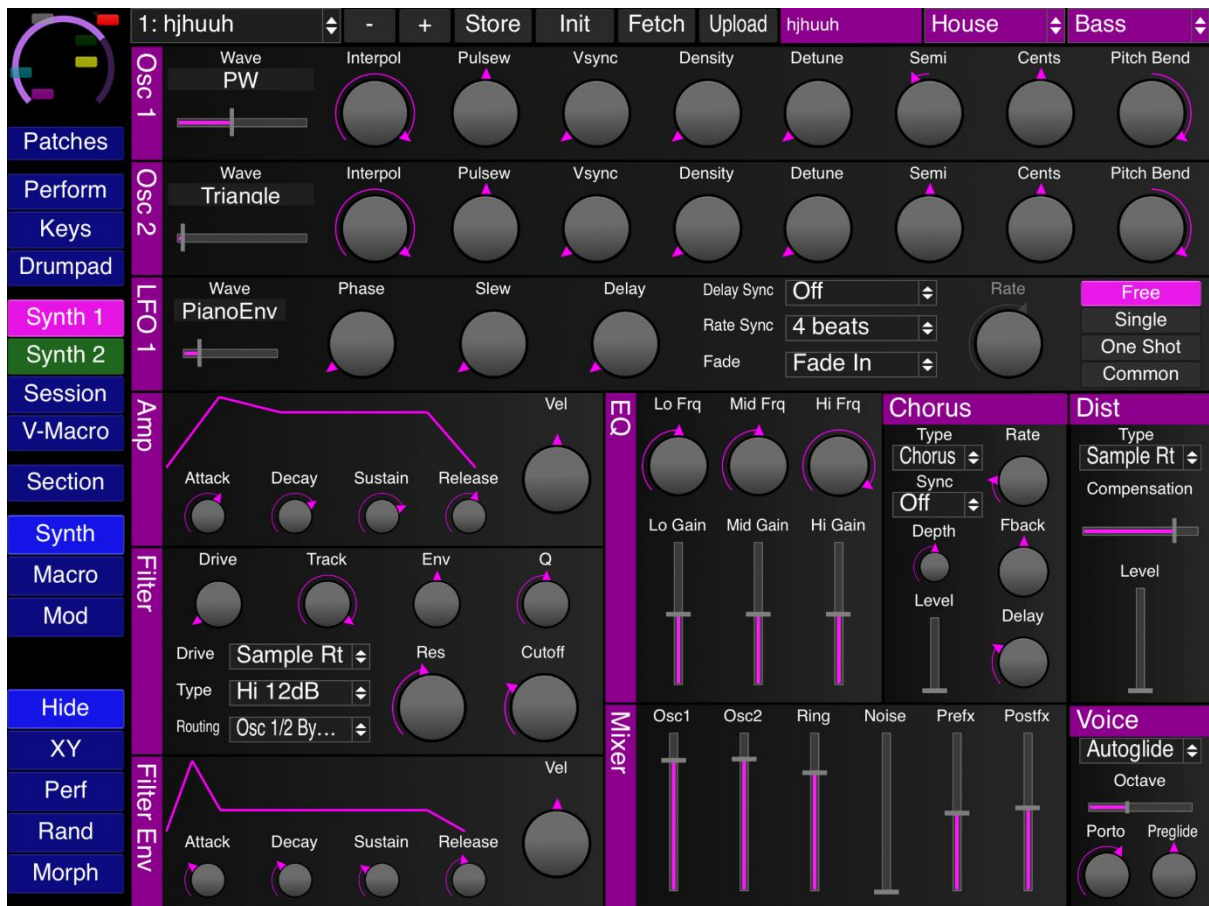 1: hjhuuh - + Store Init Fetch Upload hjhuuh House Bass
Patches
Perform
Keys
Drumpad
Synth 1
Synth 2
Session
V-Macro
Section
Synth
Macro
Mod
Hide
XY
Perf
Rand
Morph
Osc 1
Wave Interpol Pulsew Vsync Density Detune Semi Cents Pitch Bend
PW
Osc 2
Wave Interpol Pulsew Vsync Density Detune Semi Cents Pitch Bend
Triangle
LFO 1
Wave Phase Slew Delay Delay Sync Off Rate Free
PianoEnv Rate Sync 4 beats Single
Fade Fade In One Shot
Common
Amp
Vel
Attack Decay Sustain Release
Filter
Drive Track Env Q
Drive Sample Rt Res Cutoff
Type Hi 12dB
Routing Osc 1/2 By...
Filter Env
Vel
Attack Decay Sustain Release
EQ
Lo Frq Mid Frq Hi Frq
Lo Gain Mid Gain Hi Gain
Chorus
Type Rate
Chorus
Sync
Off
Depth Fback
Level Delay
Dist
Type
Sample Rt
Compensation
Level
Mixer
Osc1 Osc2 Ring Noise Prefx Postfx
Voice
Autoglide
Octave
Porto Preglide